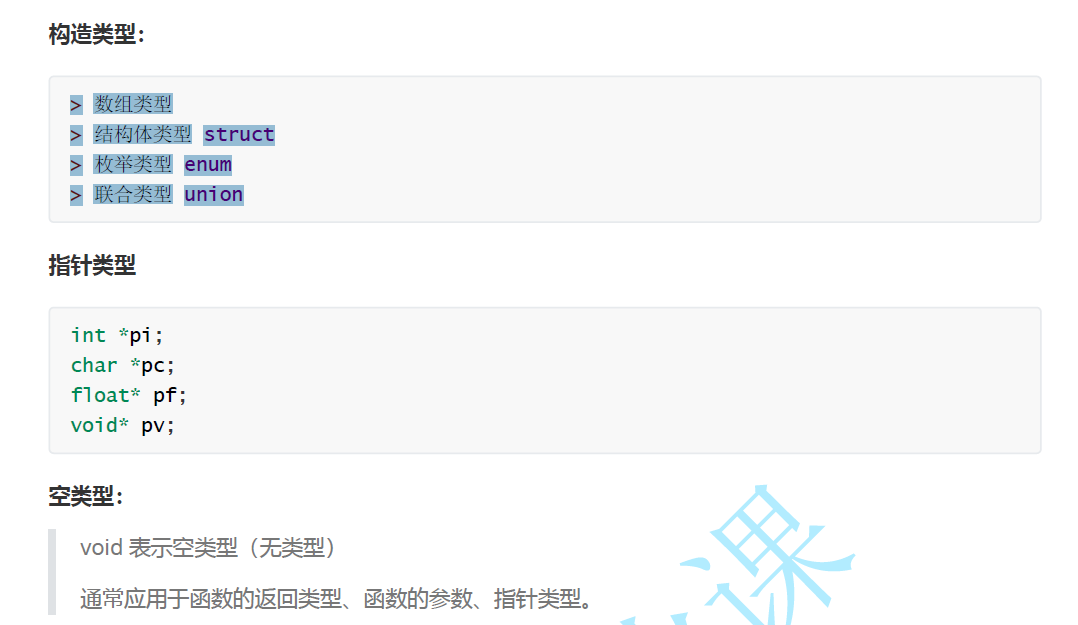 构造类型：
> 数组类型
> 结构体类型 struct
> 枚举类型 enum
> 联合类型 union
指针类型
int *pi;
char *pc;
float* pf;
void* pv;
空类型：
void 表示空类型（无类型）
通常应用于函数的返回类型、函数的参数、指针类型。
课